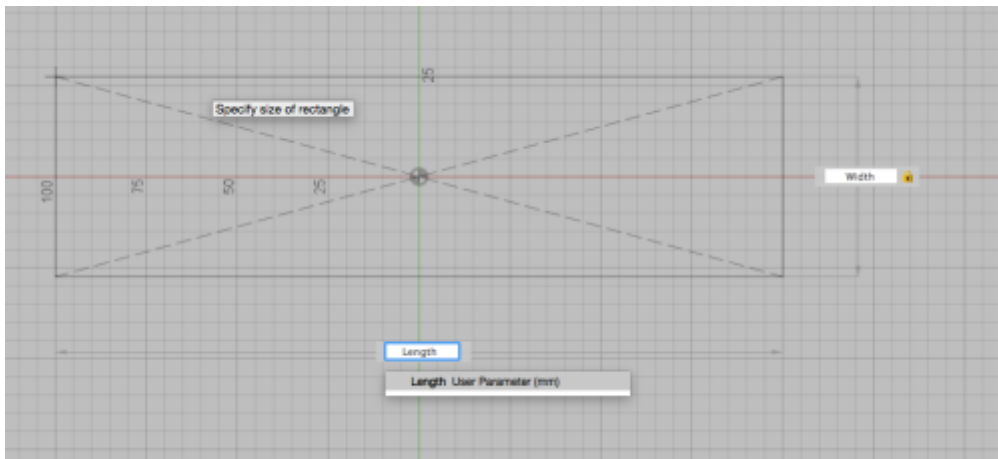 25
Specify size of rectangle
100
75
50
25
Width
Length
Length User Parameter (mm)